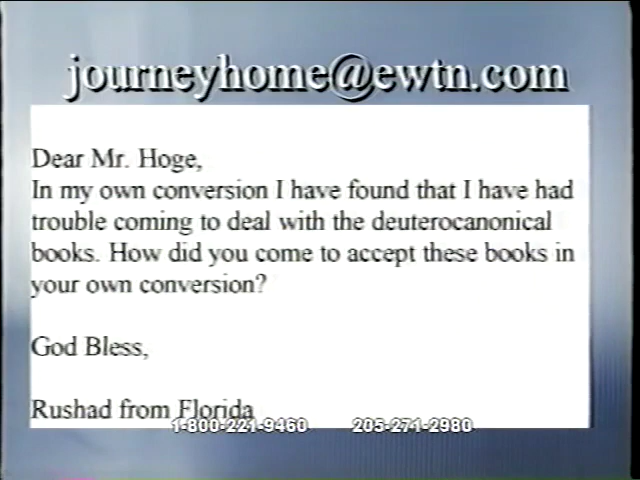 journeyhome@ewtn.com
Dear Mr. Hoge,
In my own conversion I have found that I have had
trouble coming to deal with the deuterocanonical
books. How did you come to accept these books in
your own conversion?
God Bless,
Rushad from Florida
1-800-221-9460 205-271-2980